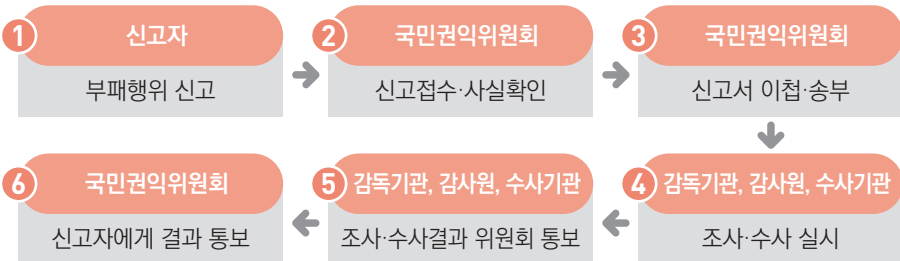 1 신고자
부패행위 신고
2 국민권익위원회
신고접수·사실확인
3 국민권익위원회
신고서 이첩·송부
4 감독기관, 감사원, 수사기관
조사·수사 실시
5 감독기관, 감사원, 수사기관
조사·수사결과 위원회 통보
6 국민권익위원회
신고자에게 결과 통보